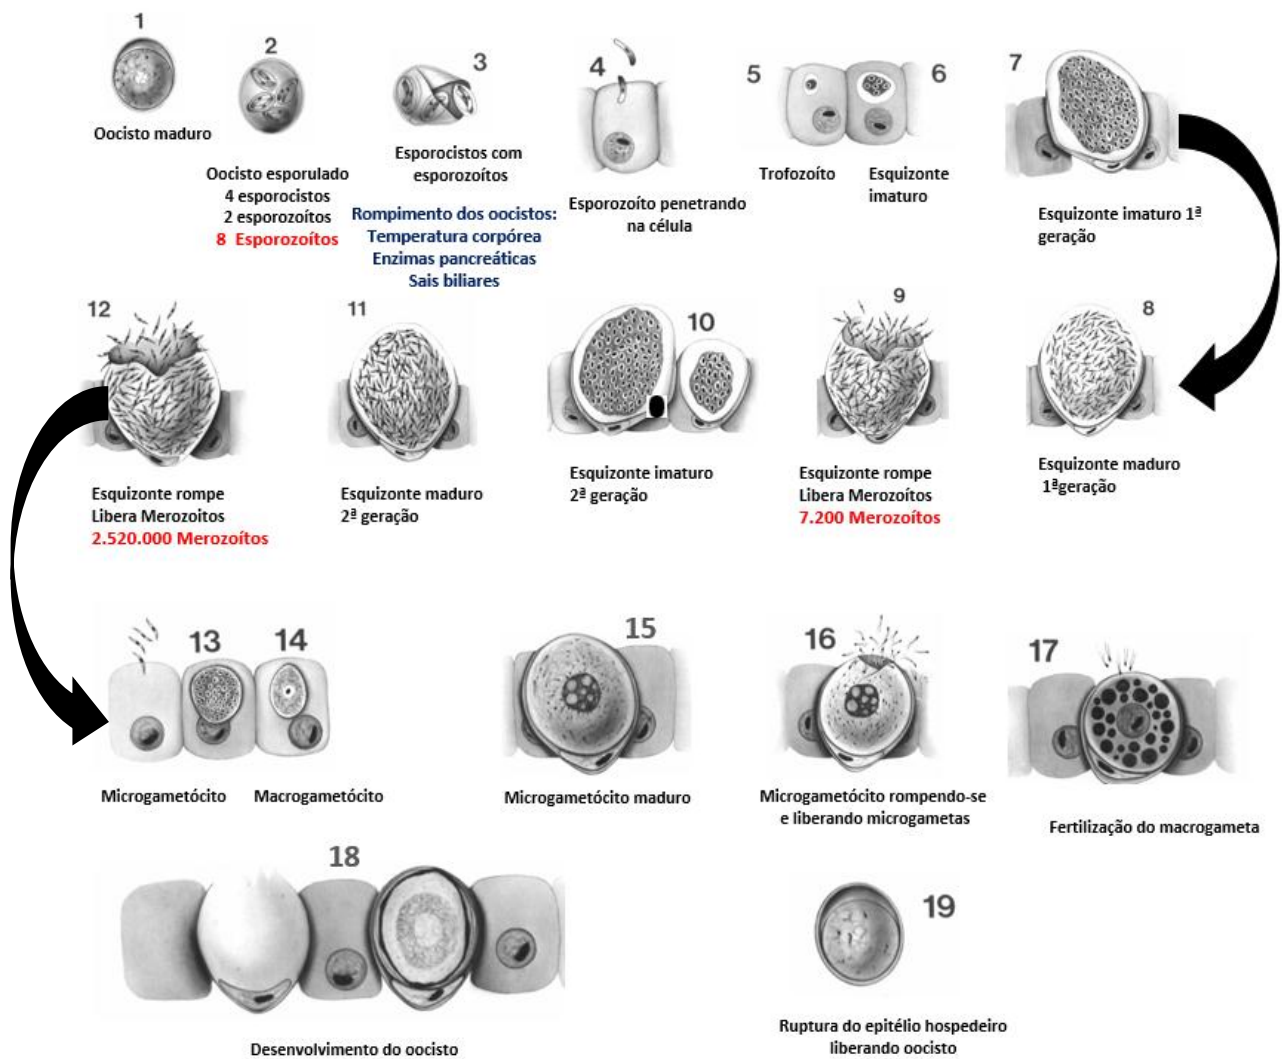 1
Oocisto maduro
2
Oocisto esporulado
4 esporocistos
2 esporozoítos
8 Esporozoítos
3
Esporocistos com
esporozoítos
Rompimento dos oocistos:
Temperatura corpórea
Enzimas pancreáticas
Sais biliares
4
Esporozoíto penetrando
na célula
5
Trofozoíto
6
Esquizonte
imaturo
7
Esquizonte imaturo 1ª
geração
8
Esquizonte maduro
1ªgeração
9
Esquizonte rompe
Libera Merozoítos
7.200 Merozoítos
10
Esquizonte imaturo
2ª geração
11
Esquizonte maduro
2ª geração
12
Esquizonte rompe
Libera Merozoitos
2.520.000 Merozoítos
13
Microgametócito
14
Macrogametócito
15
Microgametócito maduro
16
Microgametócito rompendo-se
e liberando microgametas
17
Fertilização do macrogameta
18
Desenvolvimento do oocisto
19
Ruptura do epitélio hospedeiro
liberando oocisto